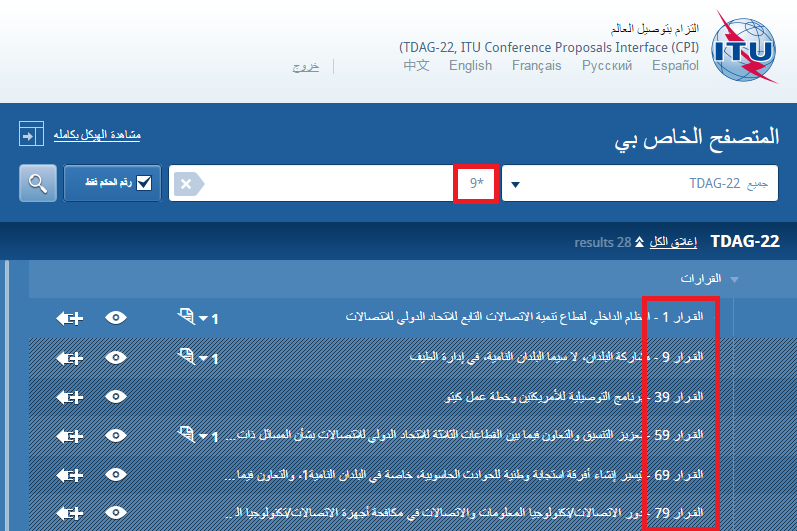 التزام بتوصيل العالم
(TDAG-22, ITU Conference Proposals Interface (CPI)
ITU
Español Русский Français English 中文
خروج
المتصفح الخاص بي
مشاهدة الهيكل بكامله
جميع TDAG-22
9*
رقم الحكم فقط
TDAG-22 إغلاق الكل results 28
القرارات
القرار 1 - النظام الداخلي لقطاع تنمية الاتصالات التابع للاتحاد الدولي للاتصالات 1
القرار 9 - مشاركة البلدان، لا سيما البلدان النامية، في إدارة الطيف 1
القرار 39 - برنامج التوصيلية للأمريكتين وخطة عمل كيتو
القرار 59 - تعزيز التنسيق والتعاون فيما بين القطاعات الثلاثة للاتحاد الدولي للاتصالات بشأن المسائل ذات... 1
القرار 69 - تيسير إنشاء أفرقة استجابة وطنية للحوادث الحاسوبية، خاصة في البلدان النامية1، والتعاون فيما ...
القرار 79 - دور الاتصالات/تكنولوجيا المعلومات والاتصالات في مكافحة أجهزة الاتصالات/تكنولوجيا الـ...